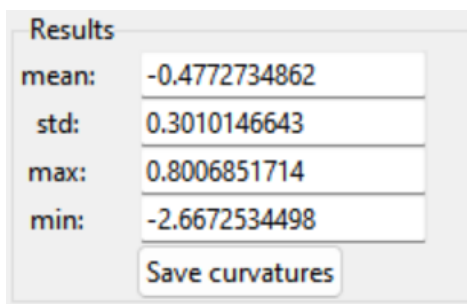 Results
mean: -0.4772734862
std: 0.3010146643
max: 0.8006851714
min: -2.6672534498
Save curvatures